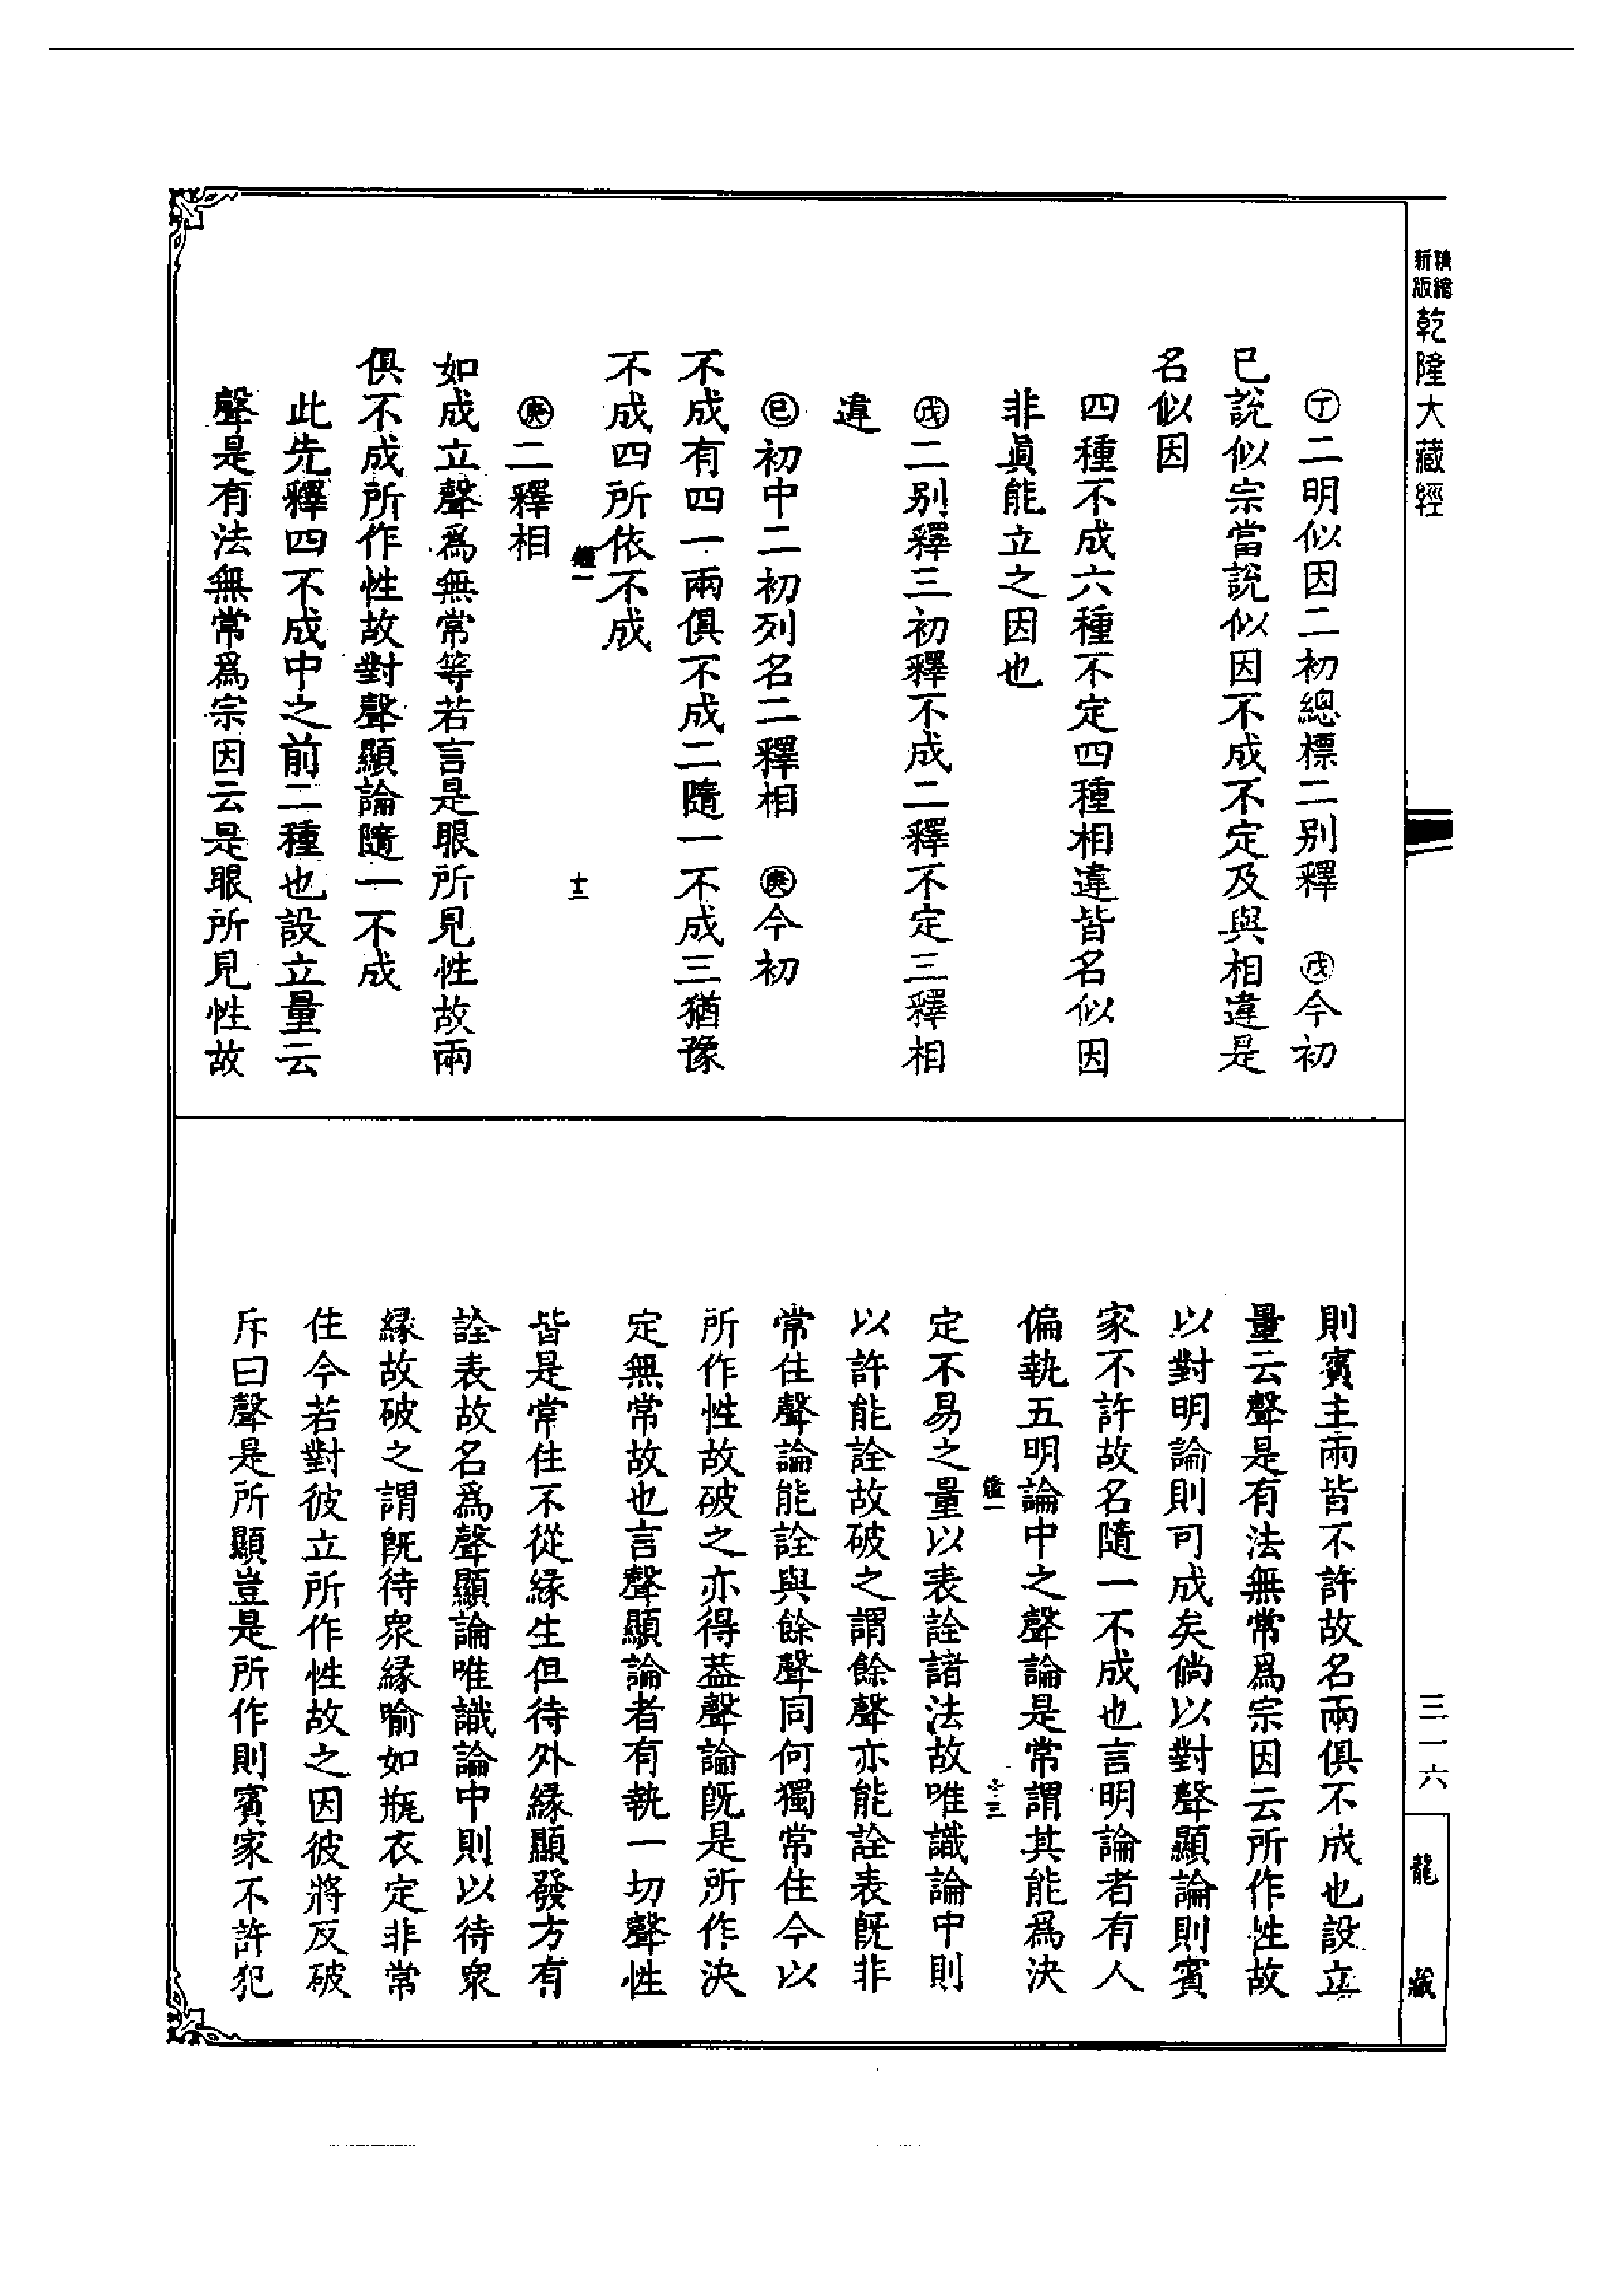 精繪
新版
乾隆大藏經
㊀二明似因二初總標二別釋　㊅今初
已說似宗當說似因不成不定及與相違是
名似因
四種不成六種不定四種相違皆名似因
非眞能立之因也
戊二別釋三初釋不成二釋不定三釋相
違
己初中二初列名二釋相　庚今初
不成有四一兩俱不成二隨一不成三猶豫
不成四所依不成
十二
庚二釋相
如成立聲爲無常等若言是眼所見性故兩
俱不成所作性故對聲顯論隨一不成
此先釋四不成中之前二種也設立量云
聲是有法無常爲宗因云是眼所見性故
三一六
龍藏
則賓主兩皆不許故名兩俱不成也設立
量云聲是有法無常爲宗因云所作性故
以對明論則可成矣倘以對聲顯論則賓
家不許故名隨一不成也言明論者有人
偏執五明論中之聲論是常謂其能爲決
十三
定不易之量以表詮諸法故唯識論中則
以許能詮故破之謂餘聲亦能詮表旣非
常住聲論能詮與餘聲同何獨常住今以
所作性故破之亦得葢聲論旣是所作決
定無常故也言聲顯論者有執一切聲性
皆是常住不從緣生但待外緣顯發方有
詮表故名爲聲顯論唯識論中則以待衆
緣故破之謂旣待衆緣喻如瓶衣定非常
住今若對彼立所作性故之因彼將反破
斥曰聲是所顯豈是所作則賓家不許犯